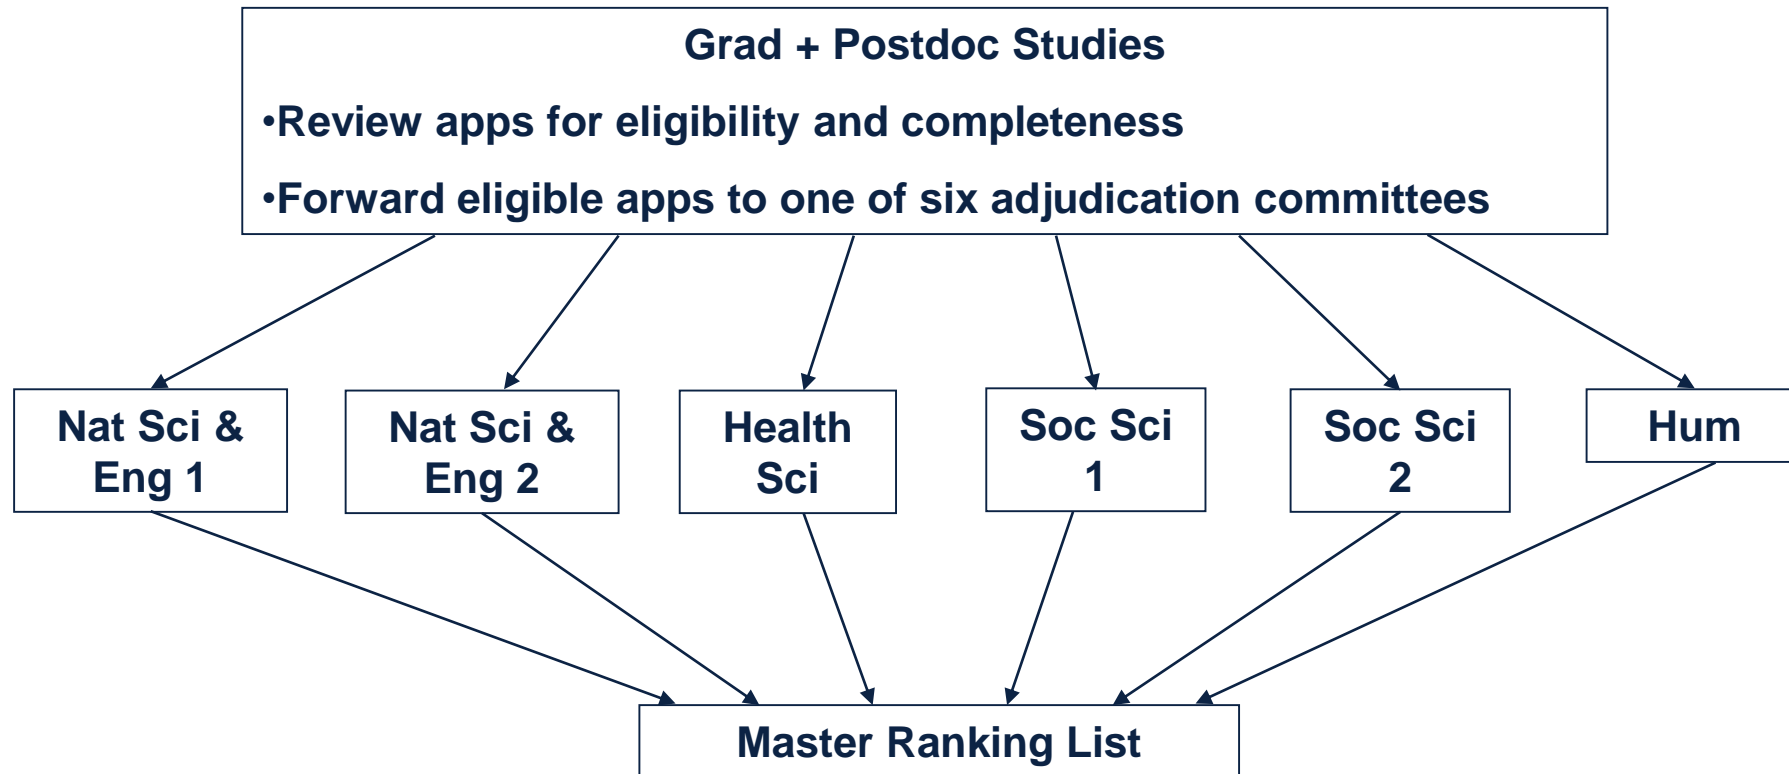 Grad + Postdoc Studies
•Review apps for eligibility and completeness
•Forward eligible apps to one of six adjudication committees
Nat Sci &
Eng 1
Nat Sci &
Eng 2
Health
Sci
Soc Sci
1
Soc Sci
2
Hum
Master Ranking List